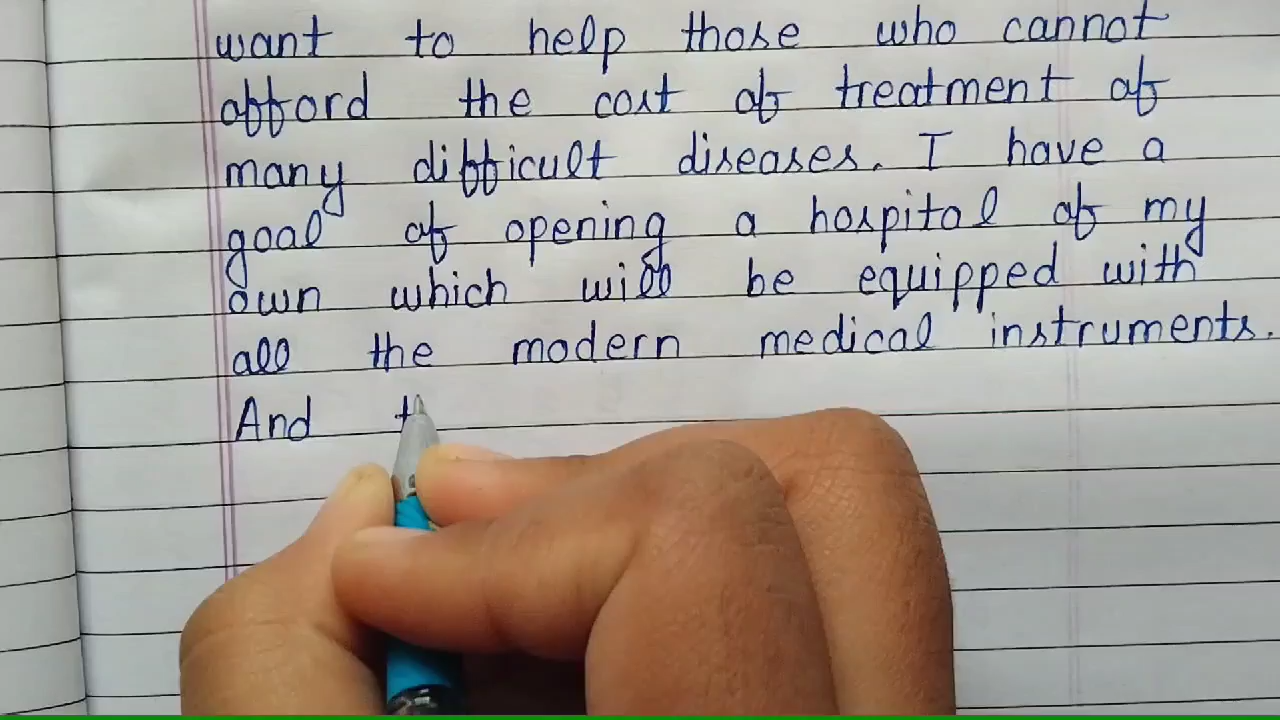 want to help those who cannot
afford the cost of treatment of
many difficult diseases. I have a
goal of opening a hospital of my
own which will be equipped with
all the modern medical instruments.
And